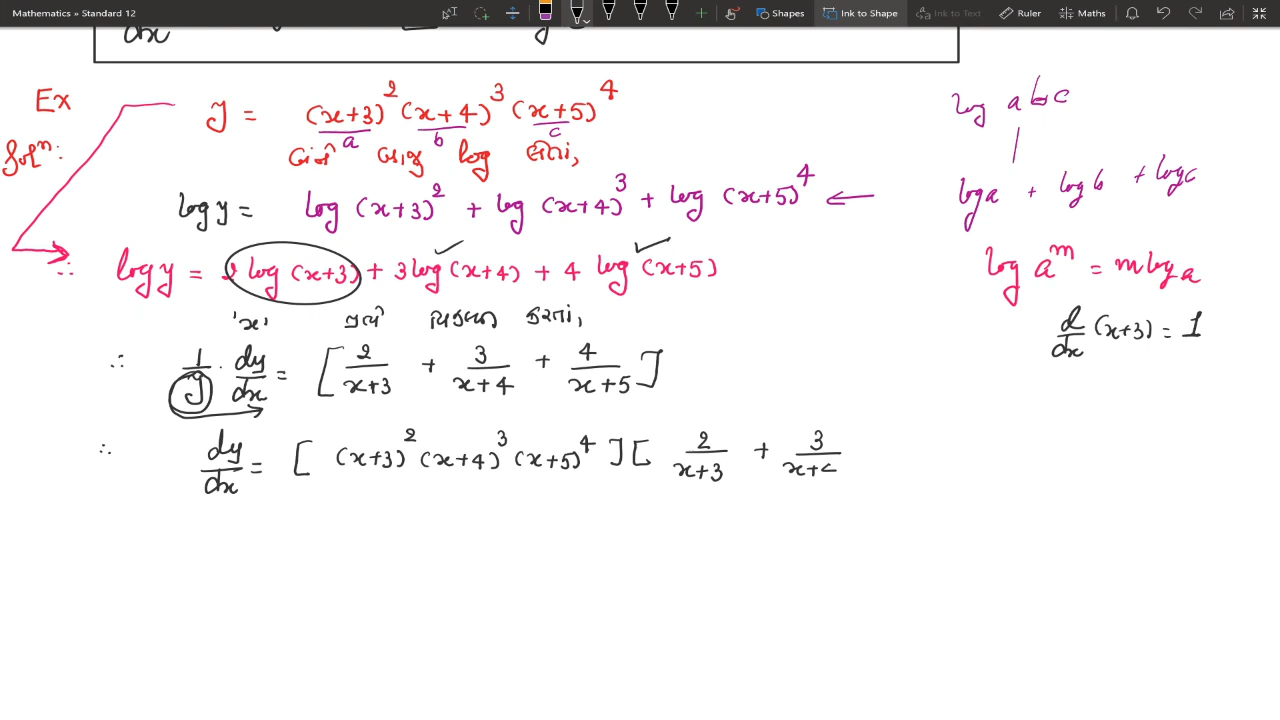 Mathematics » Standard 12
Shapes Ink to Shape Ink to Text Ruler Maths
dx y
Ex y = (x+3)^2 (x+4)^3 (x+5)^4
a b c
Solⁿ: બંને બાજુ log લેતાં,
log y = log (x+3)^2 + log (x+4)^3 + log (x+5)^4 ←
∴ log y = 2 log (x+3) + 3 log (x+4) + 4 log (x+5)
'x' પ્રત્યે વિકલન કરતાં,
∴ 1/y · dy/dx = [ 2/x+3 + 3/x+4 + 4/x+5 ]
∴ dy/dx = [ (x+3)^2 (x+4)^3 (x+5)^4 ] [ 2/x+3 + 3/x+4
log abc
log a + log b + log c
log a^m = m log a
d/dx (x+3) = 1